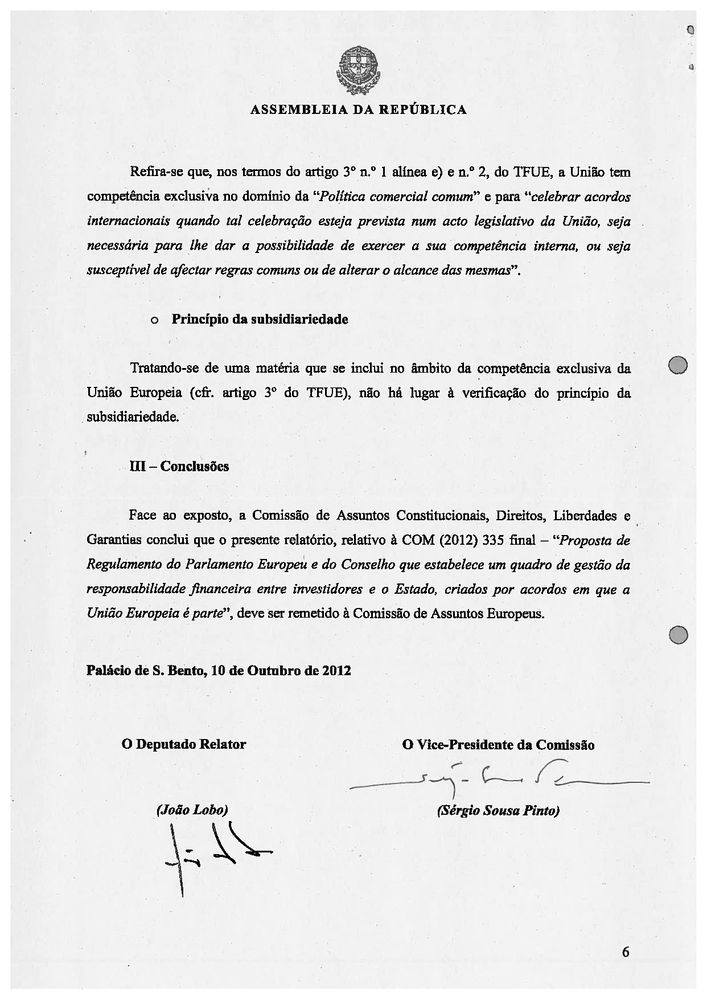 ASSEMBLEIA DA REPÚBLICA
Refira-se que, nos termos do artigo 3º n.º 1 alínea e) e n.º 2, do TFUE, a União tem
competência exclusiva no domínio da “Política comercial comum” e para “celebrar acordos
internacionais quando tal celebração esteja prevista num acto legislativo da União, seja
necessária para lhe dar a possibilidade de exercer a sua competência interna, ou seja
susceptível de afectar regras comuns ou de alterar o alcance das mesmas”.
o Princípio da subsidiariedade
Tratando-se de uma matéria que se inclui no âmbito da competência exclusiva da
União Europeia (cfr. artigo 3º do TFUE), não há lugar à verificação do princípio da
subsidiariedade.
III – Conclusões
Face ao exposto, a Comissão de Assuntos Constitucionais, Direitos, Liberdades e
Garantias conclui que o presente relatório, relativo à COM (2012) 335 final – “Proposta de
Regulamento do Parlamento Europeu e do Conselho que estabelece um quadro de gestão da
responsabilidade financeira entre investidores e o Estado, criados por acordos em que a
União Europeia é parte”, deve ser remetido à Comissão de Assuntos Europeus.
Palácio de S. Bento, 10 de Outubro de 2012
O Deputado Relator O Vice-Presidente da Comissão
(João Lobo) (Sérgio Sousa Pinto)
6